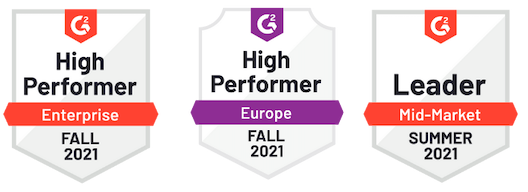 G2
High
Performer
Enterprise
FALL
2021
G2
High
Performer
Europe
FALL
2021
G2
Leader
Mid-Market
SUMMER
2021